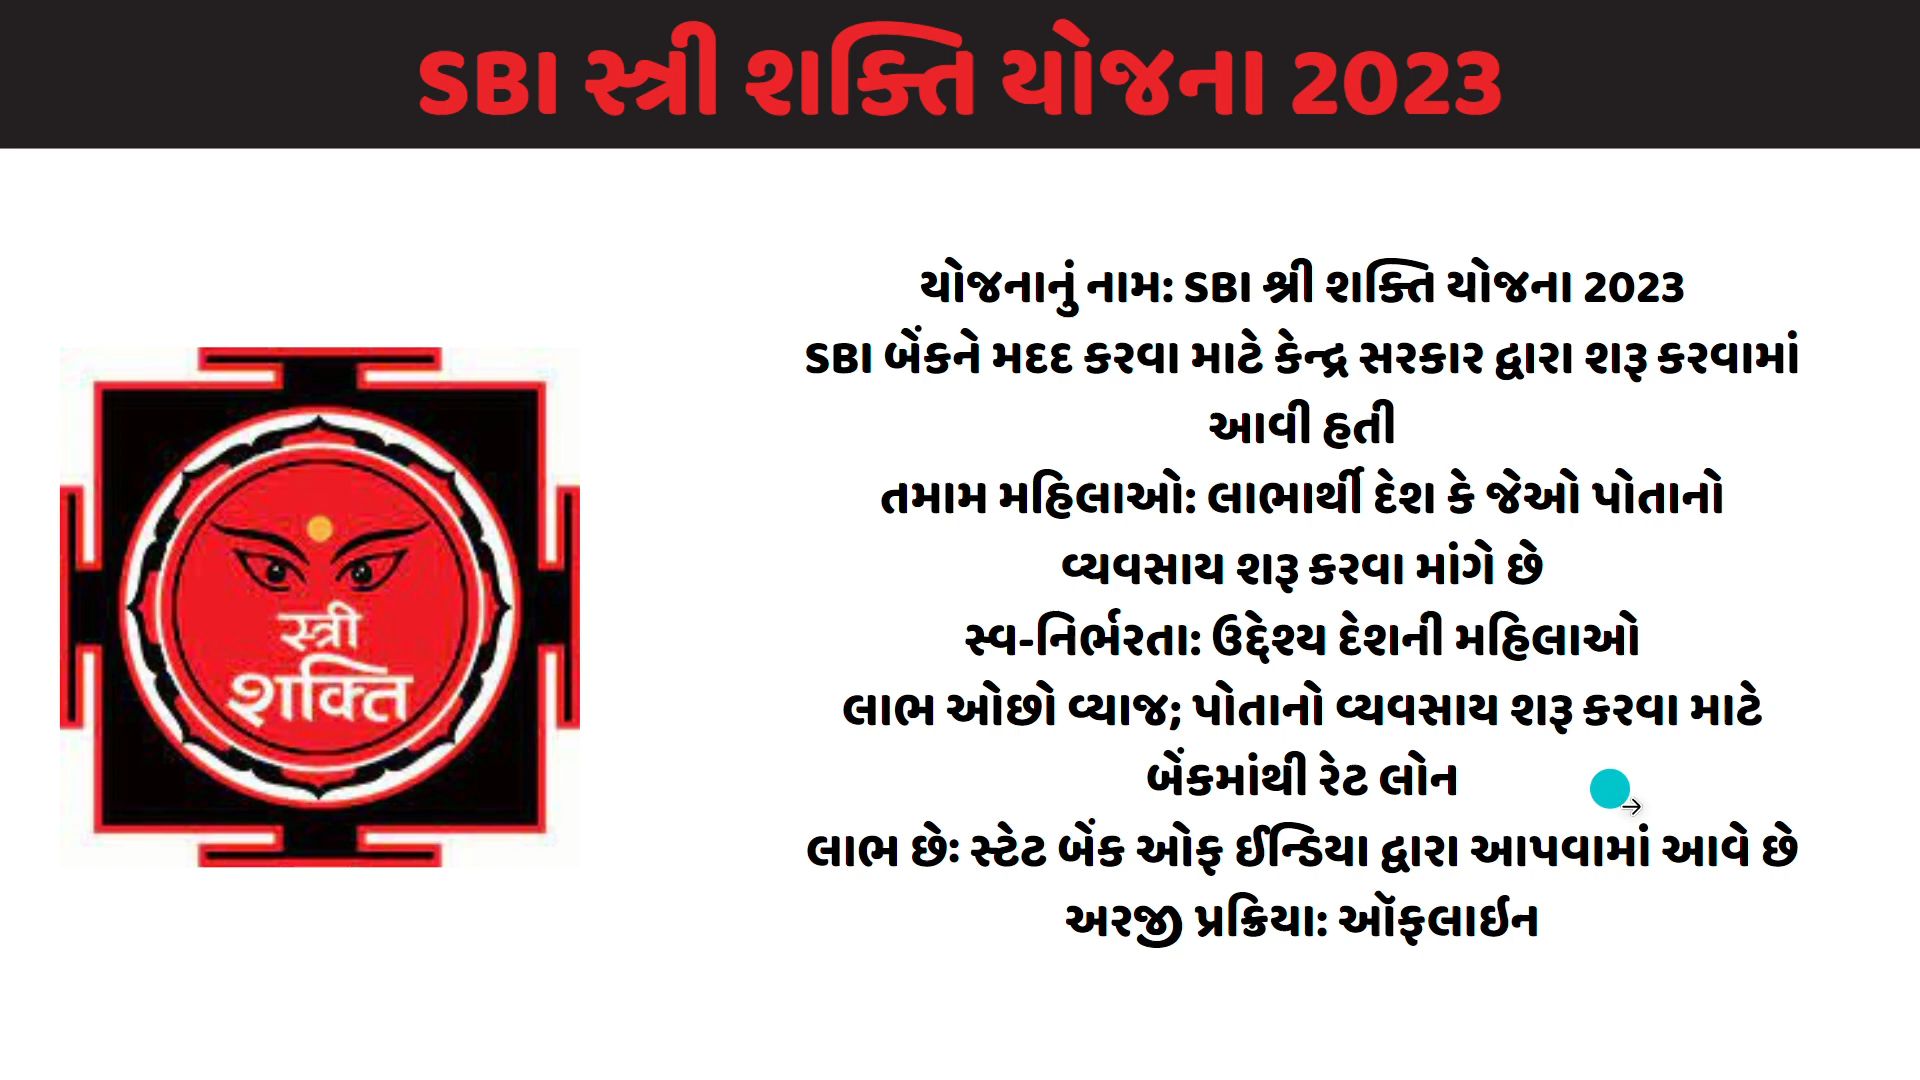 SBI સ્ત્રી શક્તિ યોજના 2023
યોજનાનું નામ: SBI શ્રી શક્તિ યોજના 2023
SBI બેંકને મદદ કરવા માટે કેન્દ્ર સરકાર દ્વારા શરૂ કરવામાં
આવી હતી
તમામ મહિલાઓ: લાભાર્થી દેશ કે જેઓ પોતાનો
વ્યવસાય શરૂ કરવા માંગે છે
સ્વ-નિર્ભરતા: ઉદ્દેશ્ય દેશની મહિલાઓ
લાભ ઓછો વ્યાજ; પોતાનો વ્યવસાય શરૂ કરવા માટે
બેંકમાંથી રેટ લોન
લાભ છેઃ સ્ટેટ બેંક ઓફ ઈન્ડિયા દ્વારા આપવામાં આવે છે
અરજી પ્રક્રિયા: ઑફલાઇન
स्त्री
शक्ति